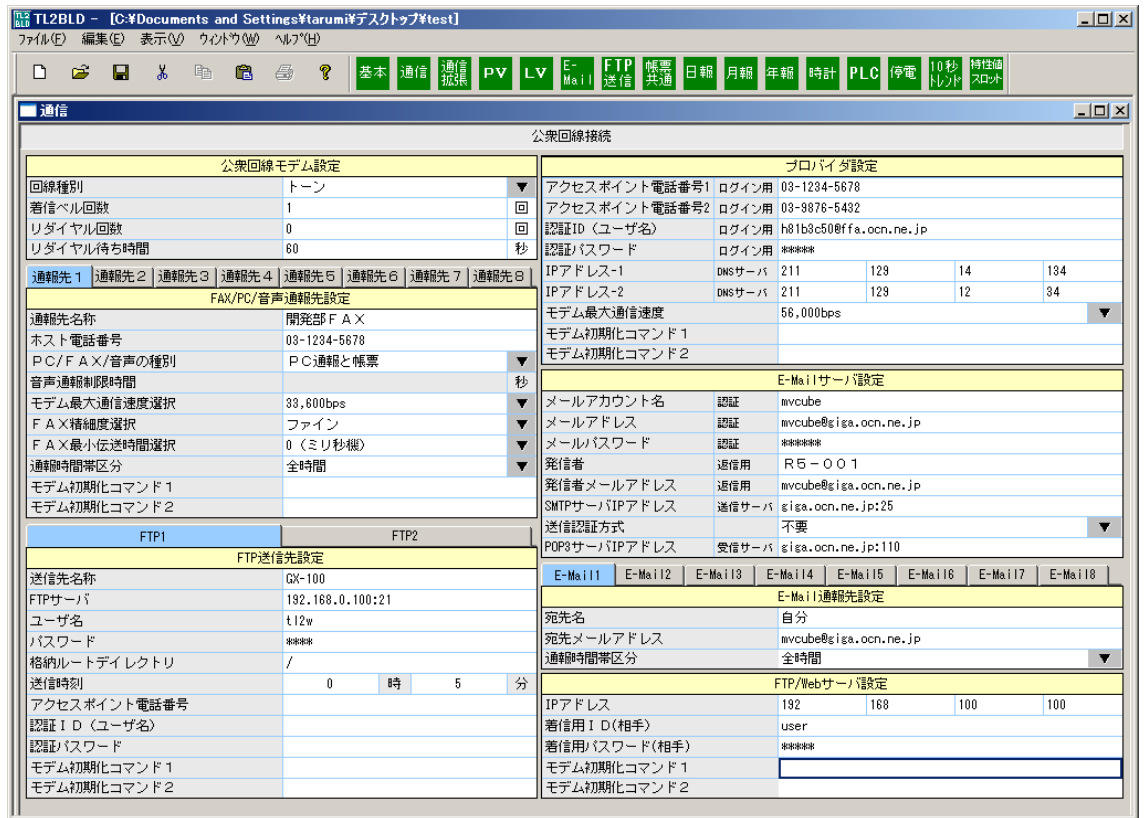 TL2BLD - [C:¥Documents and Settings¥tarumi¥デスクトップ¥test]
ファイル(F) 編集(E) 表示(V) ウィンドウ(W) ヘルプ(H)
基本 通信 通信拡張 PV LV E-Mail FTP送信 帳票共通 日報 月報 年報 時計 PLC 停電 10秒トレンド 特性値スロット
通信
公衆回線接続
公衆回線モデム設定
回線種別 トーン ▼
着信ベル回数 1 回
リダイヤル回数 0 回
リダイヤル待ち時間 60 秒
通報先1 通報先2 通報先3 通報先4 通報先5 通報先6 通報先7 通報先8
FAX/PC/音声通報先設定
通報先名称 開発部FAX
ホスト電話番号 03-1234-5678
PC/FAX/音声の種別 PC通報と帳票 ▼
音声通報制限時間 秒
モデム最大通信速度選択 33,600bps ▼
FAX精細度選択 ファイン ▼
FAX最小伝送時間選択 0(ミリ秒機) ▼
通報時間帯区分 全時間 ▼
モデム初期化コマンド1
モデム初期化コマンド2
FTP1 FTP2
FTP送信先設定
送信先名称 GX-100
FTPサーバ 192.168.0.100:21
ユーザ名 tl2w
パスワード ****
格納ルートデイレクトリ /
送信時刻 0 時 5 分
アクセスポイント電話番号
認証ID(ユーザ名)
認証パスワード
モデム初期化コマンド1
モデム初期化コマンド2
プロバイダ設定
アクセスポイント電話番号1 ログイン用 03-1234-5678
アクセスポイント電話番号2 ログイン用 03-9876-5432
認証ID(ユーザ名) ログイン用 h81b3c50@ffa.ocn.ne.jp
認証パスワード ログイン用 *****
IPアドレス-1 DNSサーバ 211 129 14 134
IPアドレス-2 DNSサーバ 211 129 12 34
モデム最大通信速度 56,000bps ▼
モデム初期化コマンド1
モデム初期化コマンド2
E-Mailサーバ設定
メールアカウント名 認証 mvcube
メールアドレス 認証 mvcube@giga.ocn.ne.jp
メールパスワード 認証 ******
発信者 返信用 R5-001
発信者メールアドレス 返信用 mvcube@giga.ocn.ne.jp
SMTPサーバIPアドレス 送信サーバ giga.ocn.ne.jp:25
送信認証方式 不要 ▼
POP3サーバIPアドレス 受信サーバ giga.ocn.ne.jp:110
E-Mail1 E-Mail2 E-Mail3 E-Mail4 E-Mail5 E-Mail6 E-Mail7 E-Mail8
E-Mail通報先設定
宛先名 自分
宛先メールアドレス mvcube@giga.ocn.ne.jp
通報時間帯区分 全時間 ▼
FTP/Webサーバ設定
IPアドレス 192 168 100 100
着信用ID(相手) user
着信用パスワード(相手) *****
モデム初期化コマンド1
モデム初期化コマンド2